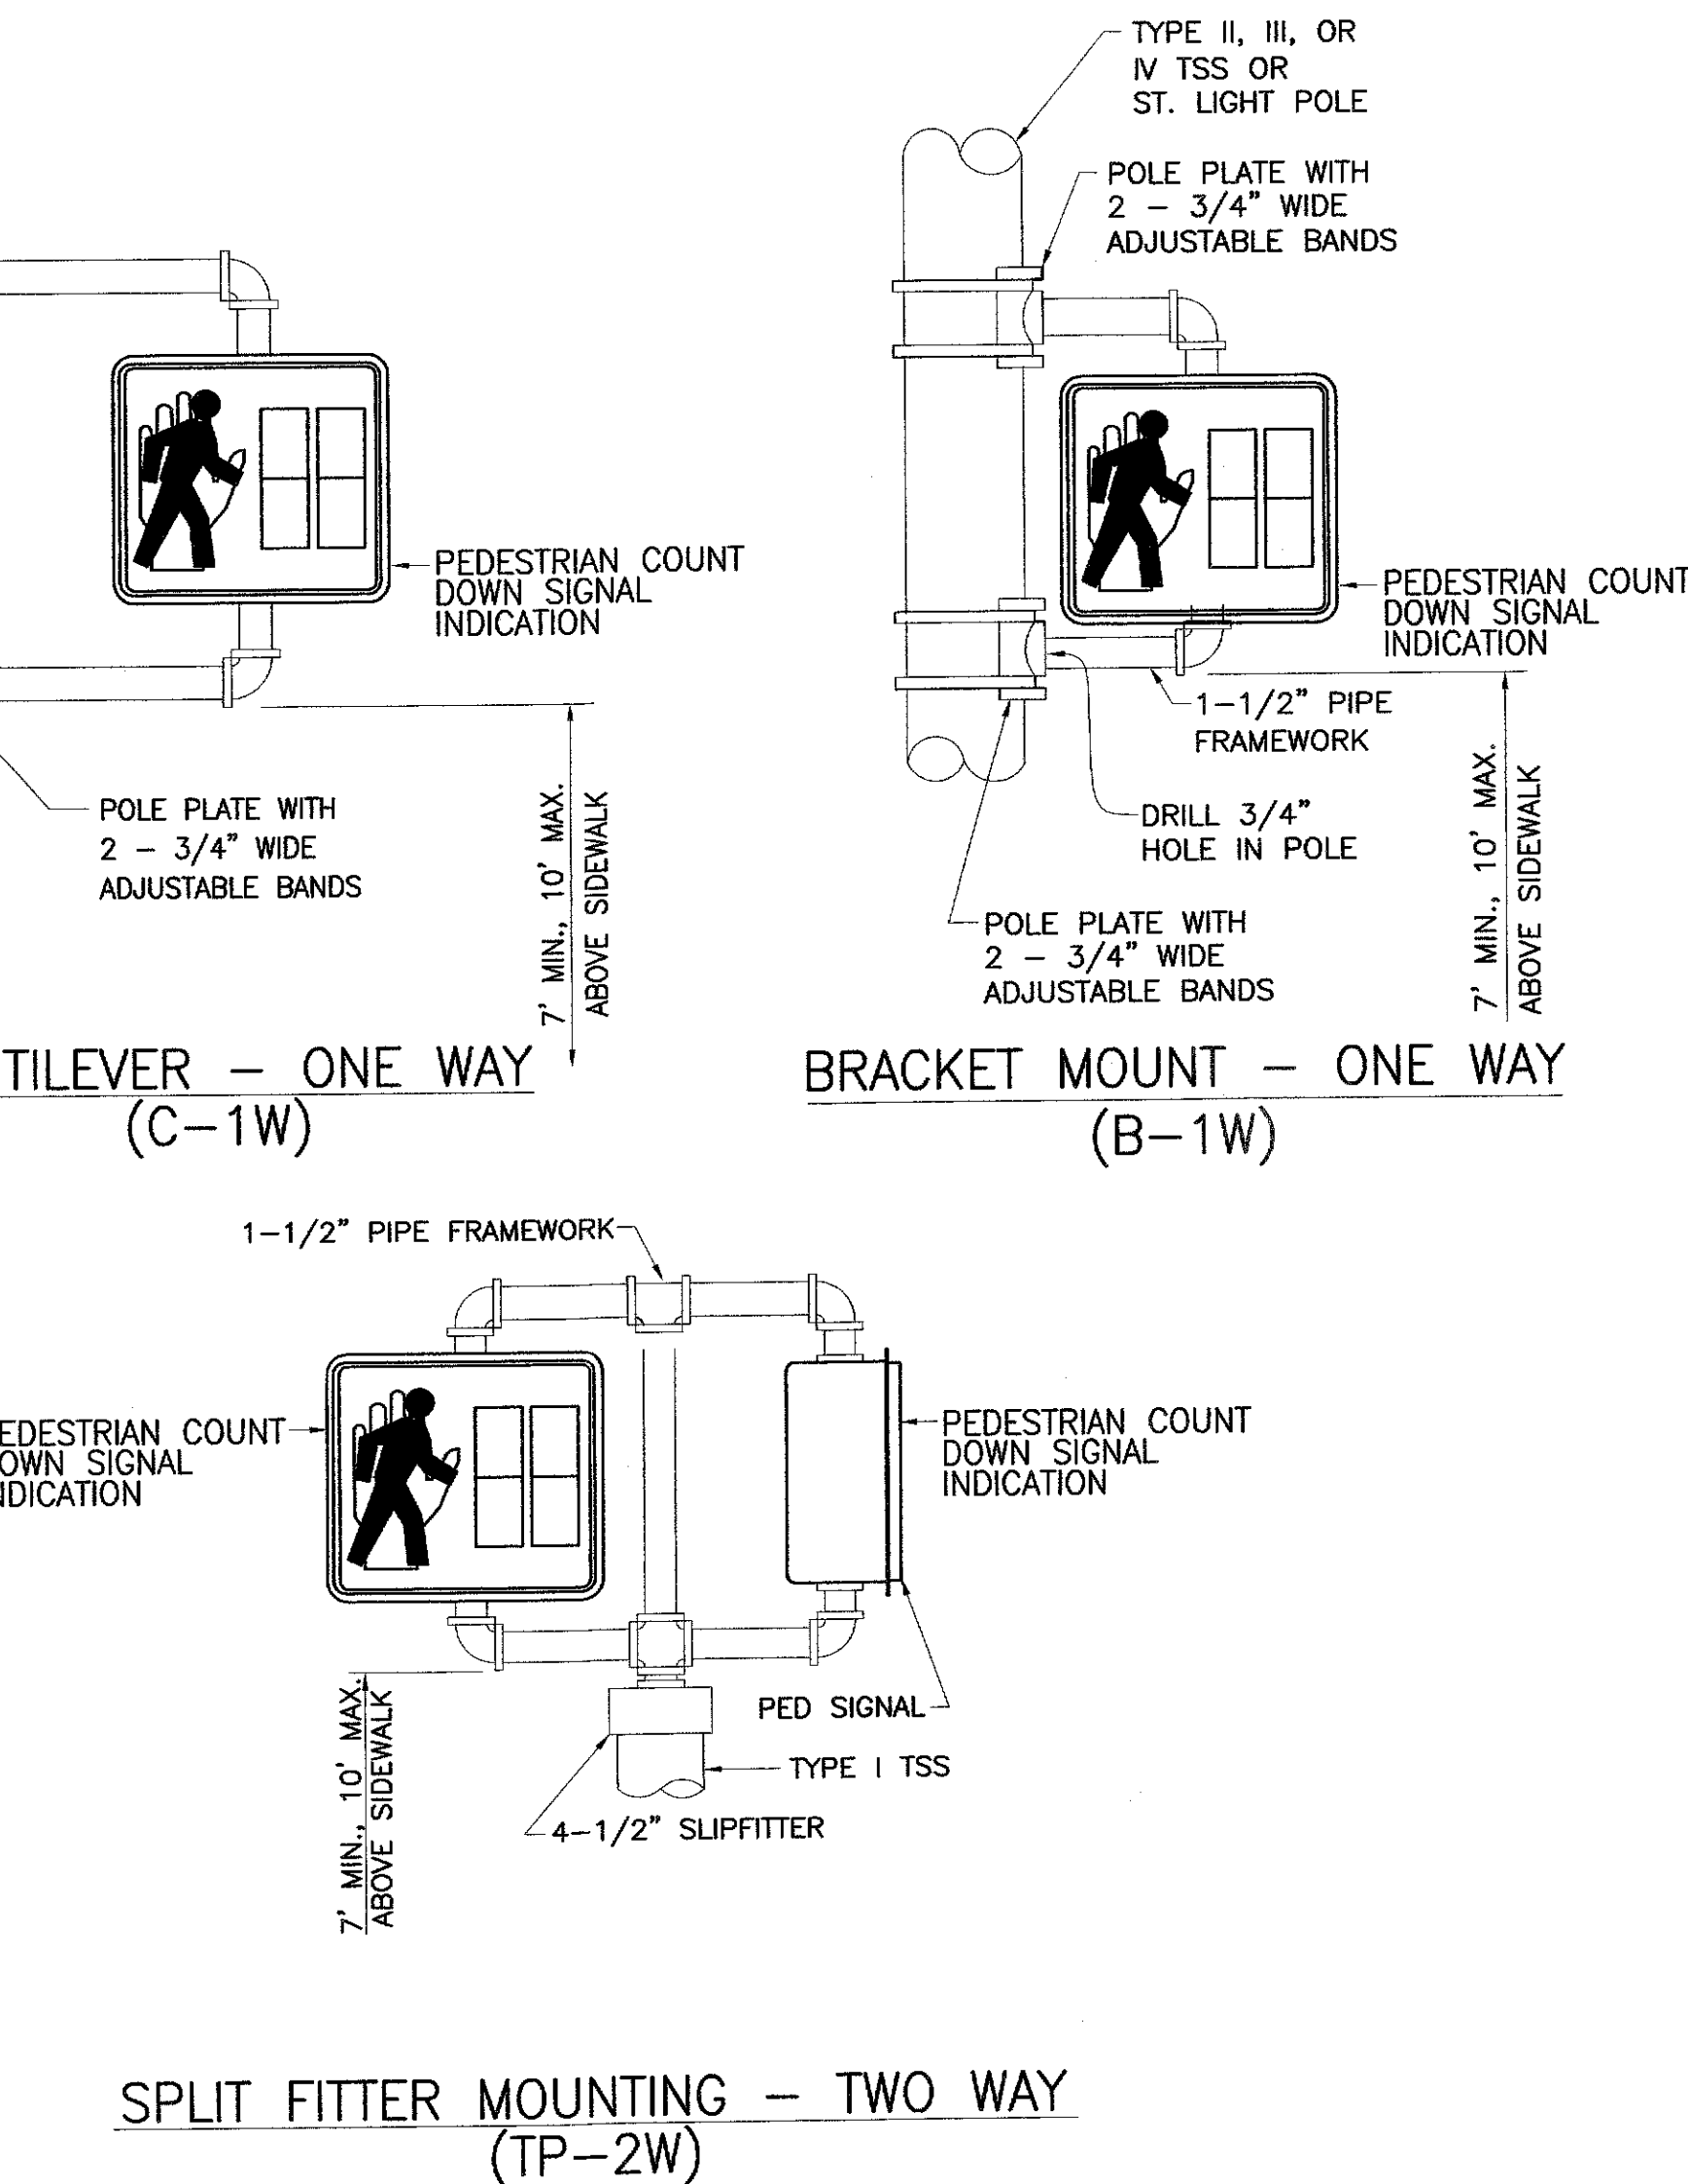 TYPE II, III, OR
IV TSS OR
ST. LIGHT POLE
POLE PLATE WITH
2 – 3/4" WIDE
ADJUSTABLE BANDS
PEDESTRIAN COUNT
DOWN SIGNAL
INDICATION
POLE PLATE WITH
2 – 3/4" WIDE
ADJUSTABLE BANDS
7' MIN., 10' MAX.
ABOVE SIDEWALK
TILEVER – ONE WAY
(C–1W)
PEDESTRIAN COUNT
DOWN SIGNAL
INDICATION
1–1/2" PIPE
FRAMEWORK
DRILL 3/4"
HOLE IN POLE
POLE PLATE WITH
2 – 3/4" WIDE
ADJUSTABLE BANDS
7' MIN., 10' MAX.
ABOVE SIDEWALK
BRACKET MOUNT – ONE WAY
(B–1W)
1–1/2" PIPE FRAMEWORK
EDESTRIAN COUNT
OWN SIGNAL
NDICATION
PEDESTRIAN COUNT
DOWN SIGNAL
INDICATION
PED SIGNAL
TYPE I TSS
4–1/2" SLIPFITTER
7' MIN., 10' MAX.
ABOVE SIDEWALK
SPLIT FITTER MOUNTING – TWO WAY
(TP–2W)